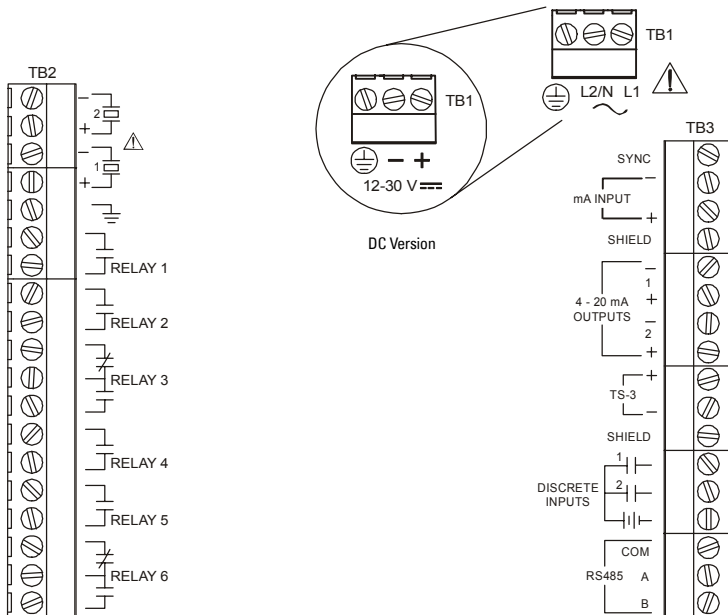 TB1
L2/N L1
TB1
- +
12-30 V
DC Version
TB2
-
2
+
-
1
+
RELAY 1
RELAY 2
RELAY 3
RELAY 4
RELAY 5
RELAY 6
TB3
SYNC
-
mA INPUT
+
SHIELD
-
1
4 - 20 mA
+
OUTPUTS
-
2
+
+
TS-3
-
SHIELD
1
DISCRETE
2
INPUTS
COM
RS485 A
B